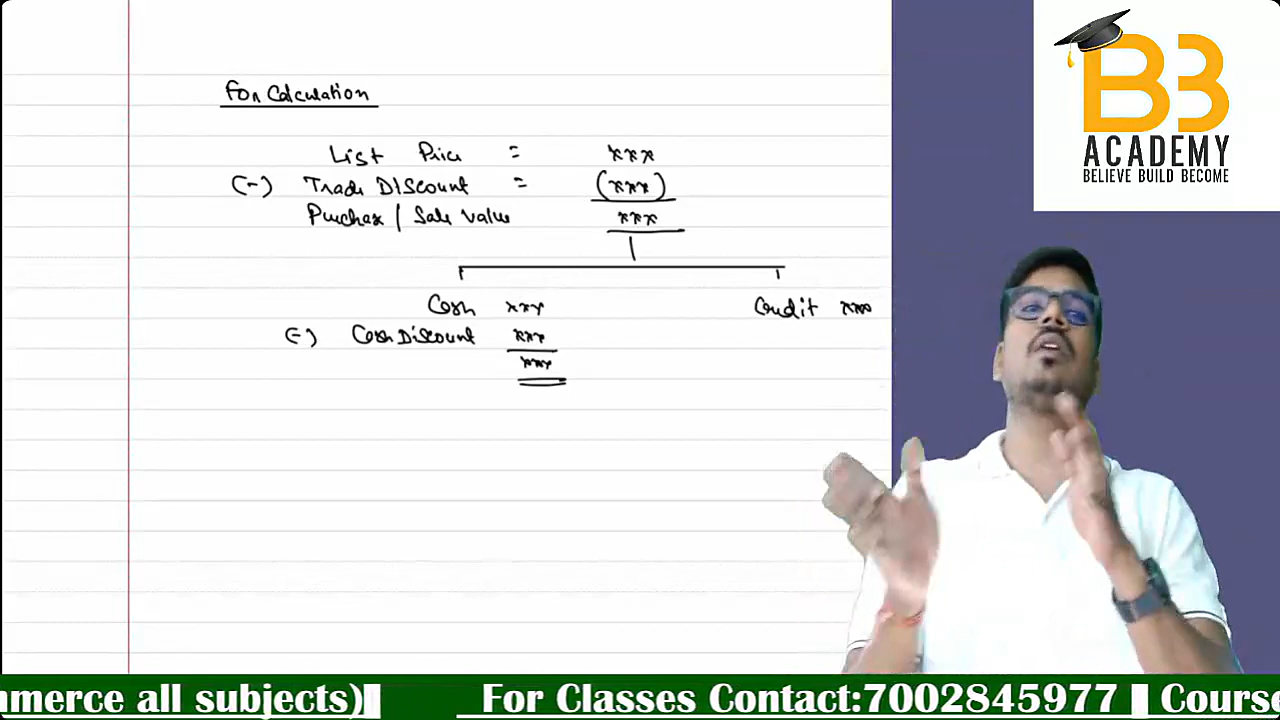 For Calculation
List Price = xxx
(-) Trade Discount = (xxx)
Purchase / Sale Value xxx
Cash xxx
Credit xxx
(-) Cash Discount xxx
xxx
B3
ACADEMY
BELIEVE BUILD BECOME
mmerce all subjects) For Classes Contact:7002845977 Course